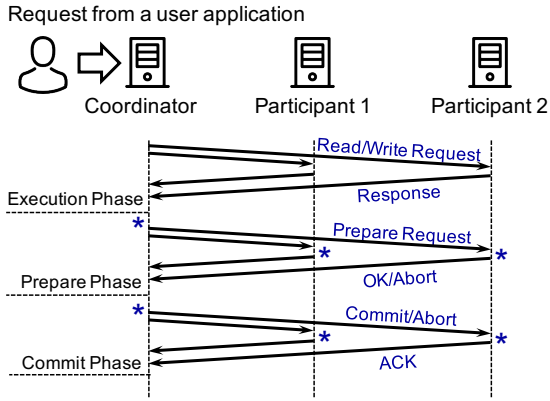 Request from a user application
Coordinator
Participant 1
Participant 2
Read/Write Request
Response
Execution Phase
*
Prepare Request
*
*
OK/Abort
Prepare Phase
*
Commit/Abort
*
*
ACK
Commit Phase